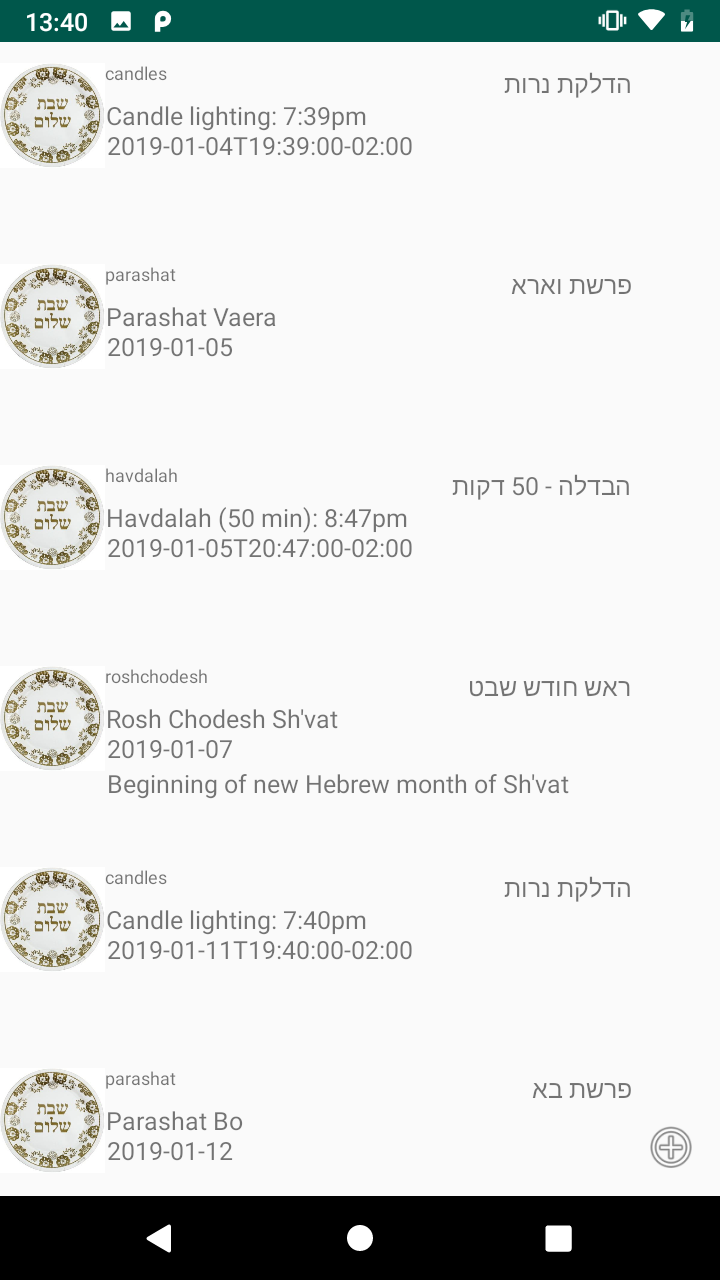 13:40
candles
הדלקת נרות
שבת
שלום
Candle lighting: 7:39pm
2019-01-04T19:39:00-02:00
parashat
פרשת וארא
שבת
שלום
Parashat Vaera
2019-01-05
havdalah
הבדלה - 50 דקות
שבת
שלום
Havdalah (50 min): 8:47pm
2019-01-05T20:47:00-02:00
roshchodesh
ראש חודש שבט
שבת
שלום
Rosh Chodesh Sh'vat
2019-01-07
Beginning of new Hebrew month of Sh'vat
candles
הדלקת נרות
שבת
שלום
Candle lighting: 7:40pm
2019-01-11T19:40:00-02:00
parashat
פרשת בא
שבת
שלום
Parashat Bo
2019-01-12